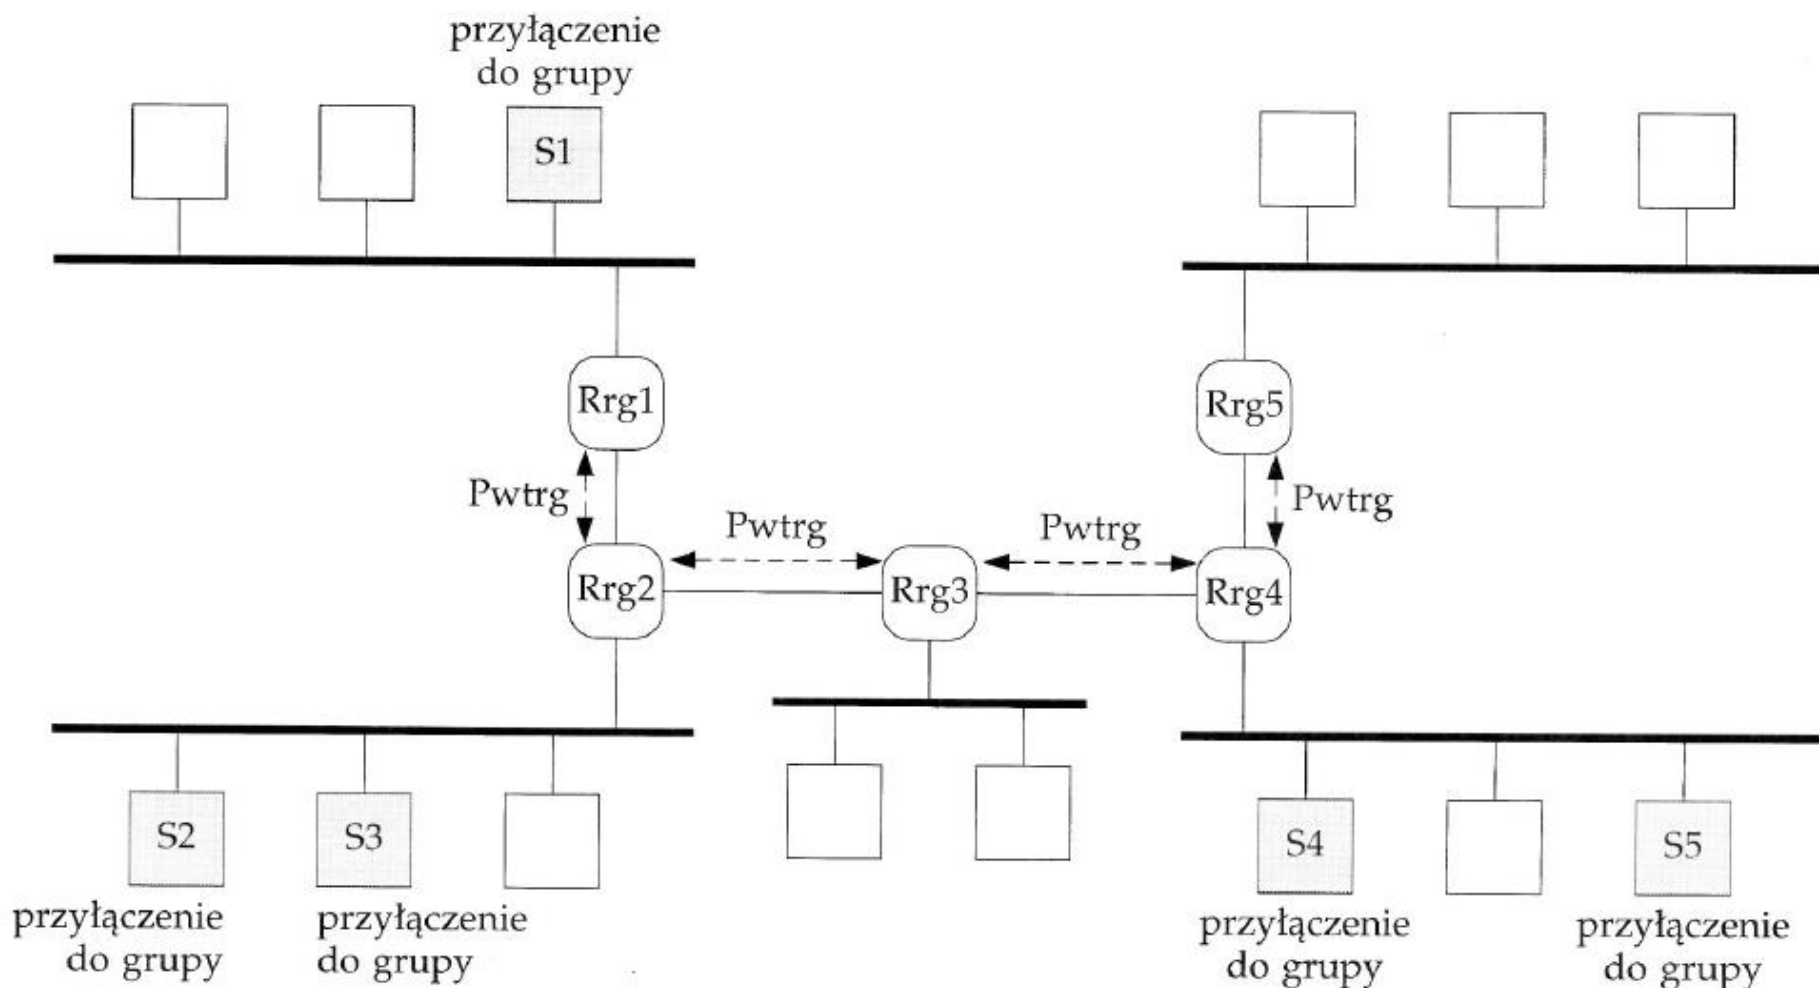 przyłączenie
do grupy
S1
Rrg1
Rrg5
Pwtrg
Pwtrg
Pwtrg
Pwtrg
Rrg2
Rrg3
Rrg4
S2
S3
S4
S5
przyłączenie
do grupy
przyłączenie
do grupy
przyłączenie
do grupy
przyłączenie
do grupy